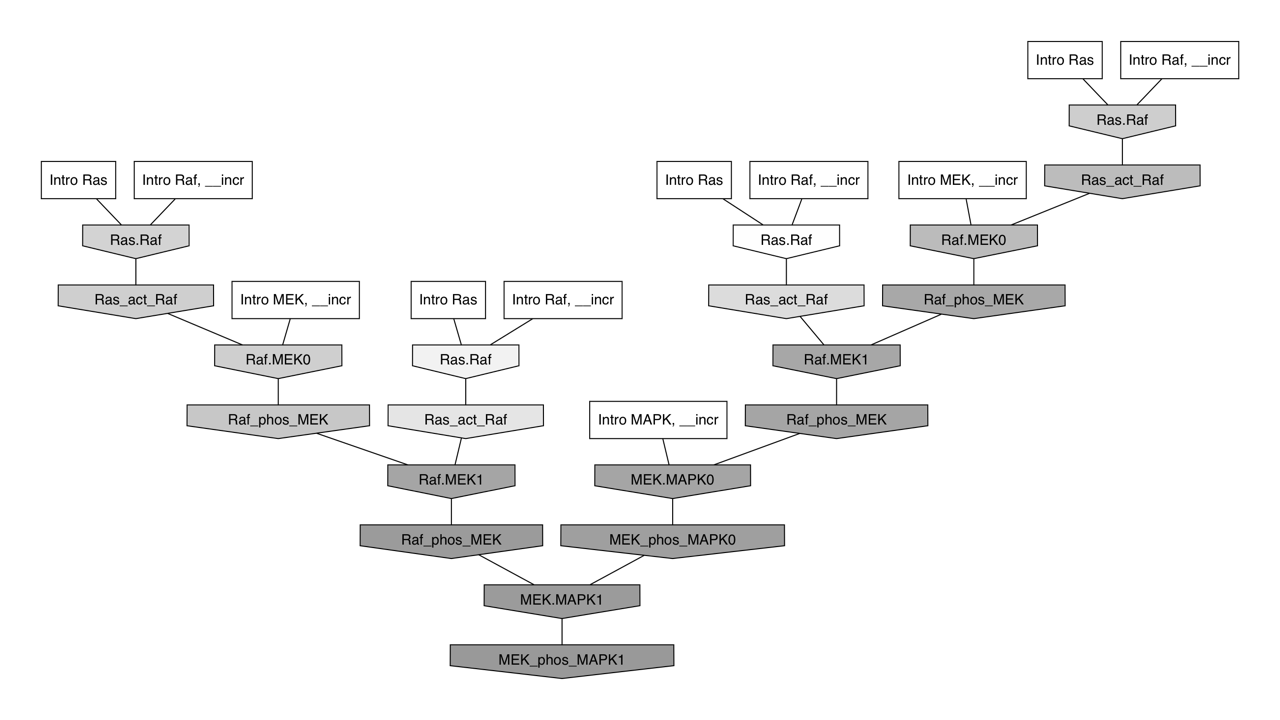 Intro Ras
Intro Raf, __incr
Ras.Raf
Intro Ras
Intro Raf, __incr
Intro Ras
Intro Raf, __incr
Intro MEK, __incr
Ras_act_Raf
Ras.Raf
Ras.Raf
Raf.MEK0
Ras_act_Raf
Intro MEK, __incr
Intro Ras
Intro Raf, __incr
Ras_act_Raf
Raf_phos_MEK
Raf.MEK0
Ras.Raf
Raf.MEK1
Raf_phos_MEK
Ras_act_Raf
Intro MAPK, __incr
Raf_phos_MEK
Raf.MEK1
MEK.MAPK0
Raf_phos_MEK
MEK_phos_MAPK0
MEK.MAPK1
MEK_phos_MAPK1